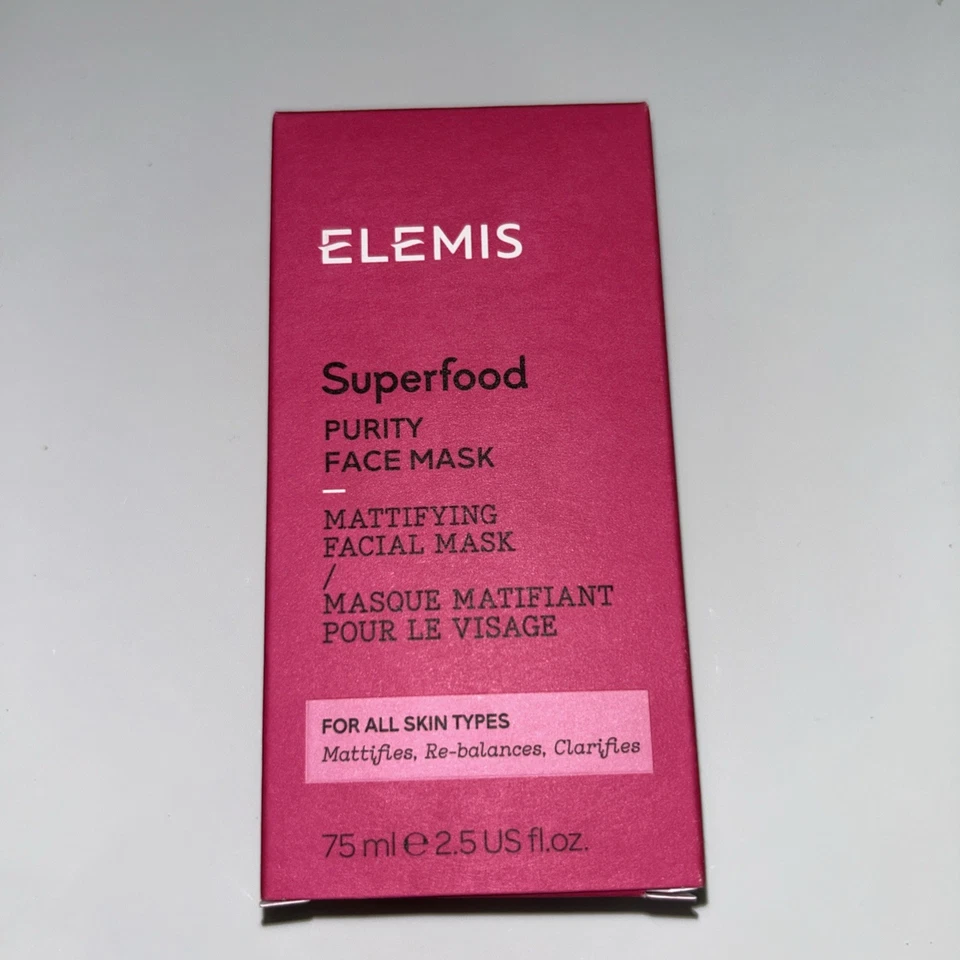 ELEMIS
Superfood
PURITY
FACE MASK
MATTIFYING
FACIAL MASK
/
MASQUE MATIFIANT
POUR LE VISAGE
FOR ALL SKIN TYPES
Mattifies, Re-balances, Clarifies
75 ml ℮ 2.5 US fl.oz.